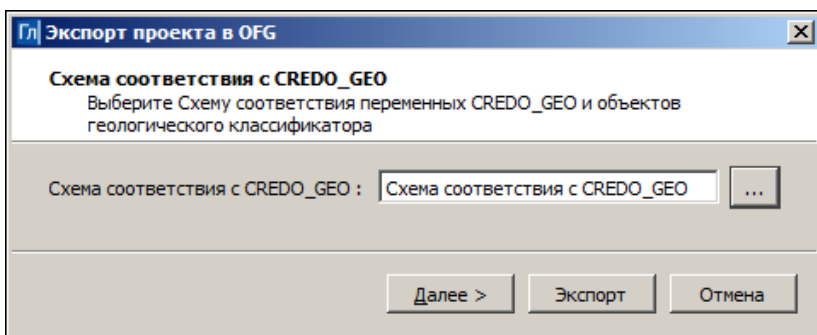 Гл Экспорт проекта в OFG
Схема соответствия с CREDO_GEO
Выберите Схему соответствия переменных CREDO_GEO и объектов
геологического классификатора
Схема соответствия с CREDO_GEO : Схема соответствия с CREDO_GEO ...
Далее > Экспорт Отмена